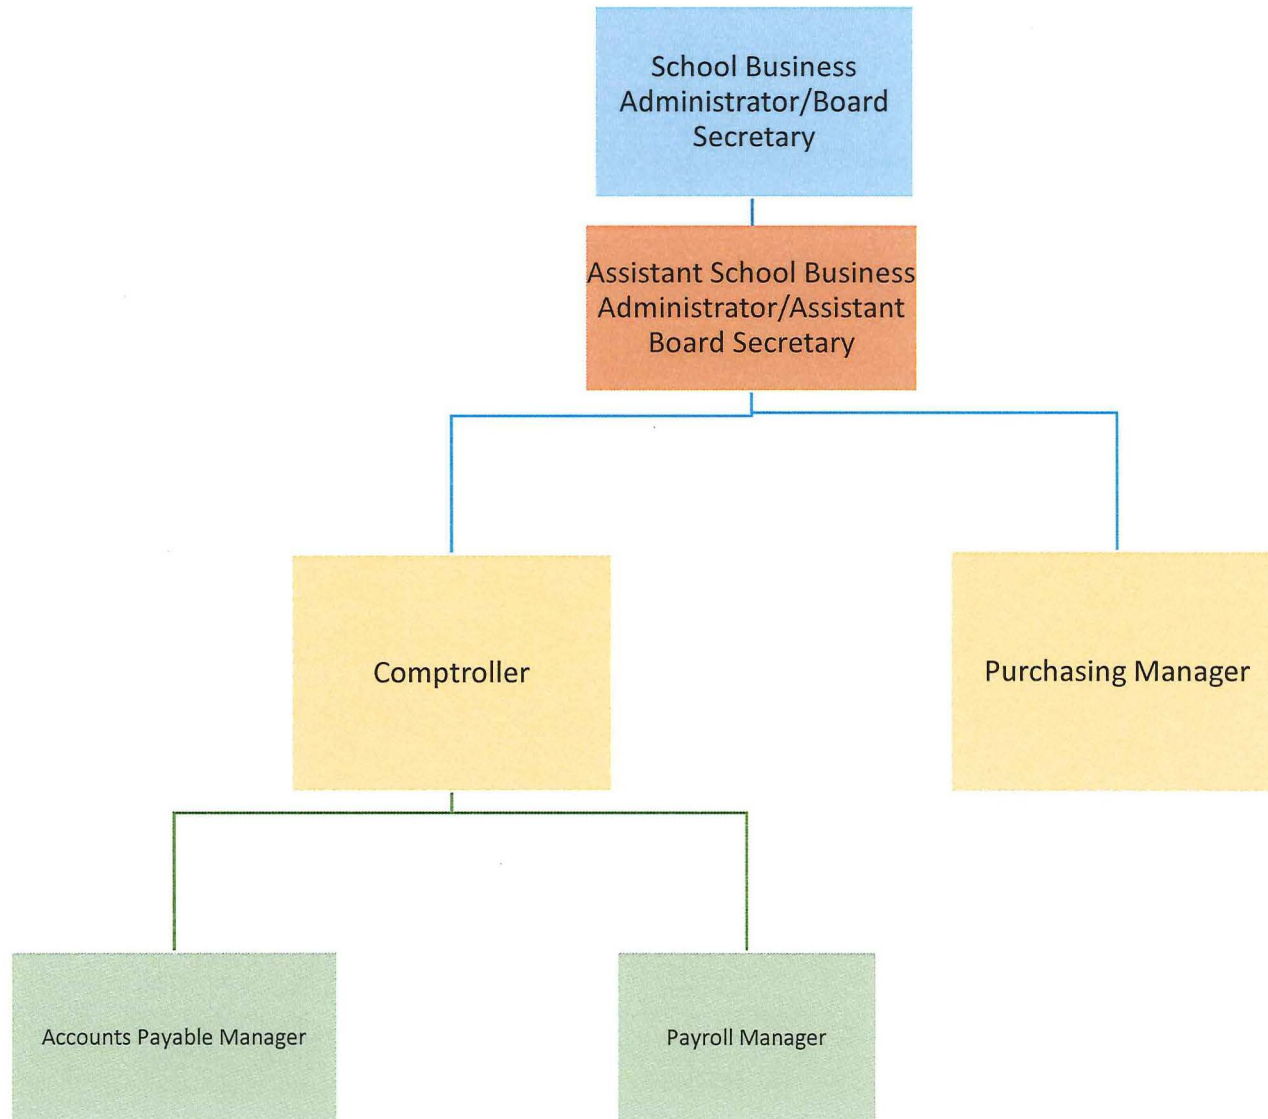 School Business
Administrator/Board
Secretary
Assistant School Business
Administrator/Assistant
Board Secretary
Comptroller
Purchasing Manager
Accounts Payable Manager
Payroll Manager